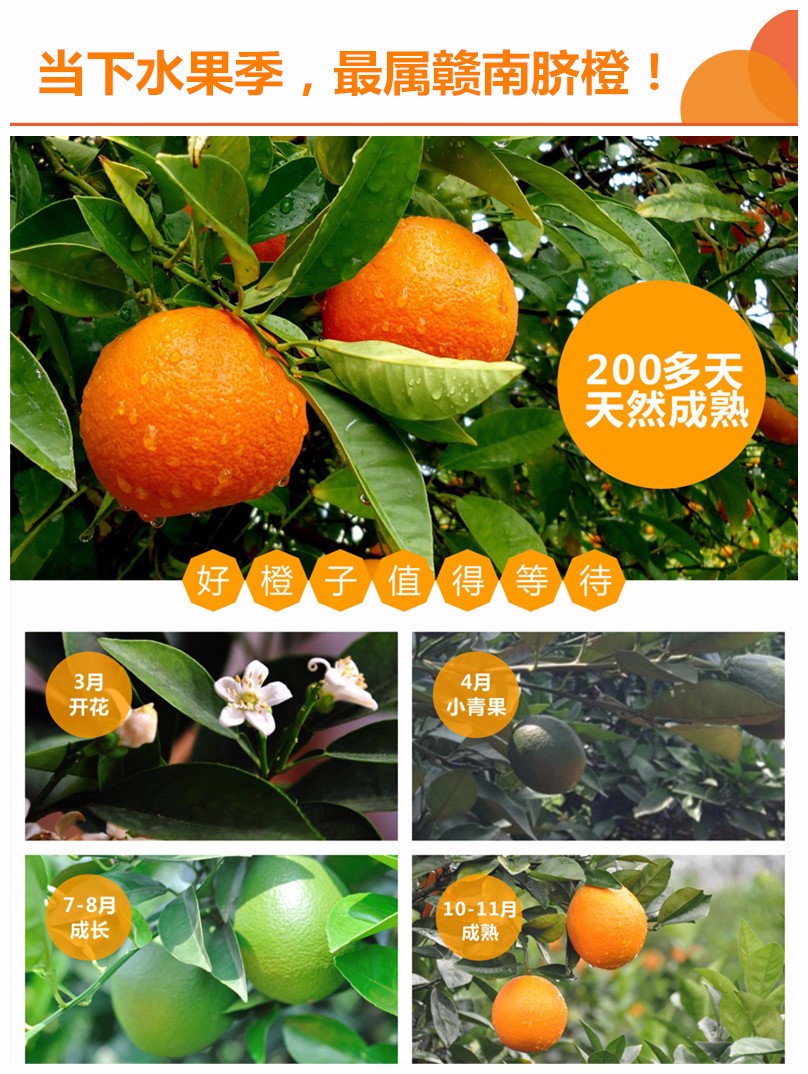 当下水果季，最属赣南脐橙！
200多天
天然成熟
好橙子值得等待
3月
开花
4月
小青果
7-8月
成长
10-11月
成熟